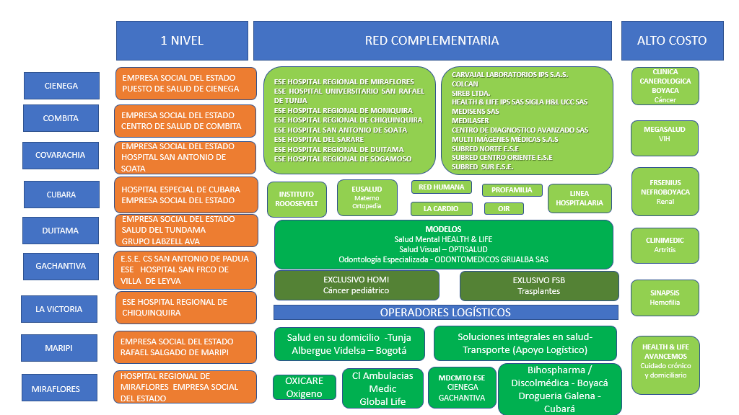 1 NIVEL
RED COMPLEMENTARIA
ALTO COSTO
CIENEGA
EMPRESA SOCIAL DEL ESTADO
PUESTO DE SALUD DE CIENEGA
COMBITA
EMPRESA SOCIAL DEL ESTADO
CENTRO DE SALUD DE COMBITA
COVARACHIA
EMPRESA SOCIAL DEL ESTADO
HOSPITAL SAN ANTONIO DE
SOATA
CUBARA
HOSPITAL ESPECIAL DE CUBARA
EMPRESA SOCIAL DEL ESTADO
DUITAMA
EMPRESA SOCIAL DEL ESTADO
SALUD DEL TUNDAMA
GRUPO LABZELL AVA
GACHANTIVA
E.S.E. CS SAN ANTONIO DE PADUA
ESE HOSPITAL SAN FRCO DE
VILLA DE LEYVA
LA VICTORIA
ESE HOSPITAL REGIONAL DE
CHIQUINQUIRA
MARIPI
EMPRESA SOCIAL DEL ESTADO
RAFAEL SALGADO DE MARIPI
MIRAFLORES
HOSPITAL REGIONAL DE
MIRAFLORES EMPRESA SOCIAL
DEL ESTADO
ESE HOSPITAL REGIONAL DE MIRAFLORES
ESE HOSPITAL UNIVERSITARIO SAN RAFAEL
DE TUNJA
ESE HOSPITAL REGIONAL DE MONIQUIRA
ESE HOSPITAL REGIONAL DE CHIQUINQUIRA
ESE HOSPITAL SAN ANTONIO DE SOATA
ESE HOSPITAL DEL SARARE
ESE HOSPITAL REGIONAL DE DUITAMA
ESE HOSPITAL REGIONAL DE SOGAMOSO
CARVAJAL LABORATORIOS IPS S.A.S.
COLCAN
SIREB LTDA.
HEALTH & LIFE IPS SAS SIGLA H&L UCC SAS
MEDISENS SAS
MEDILASER
CENTRO DE DIAGNOSTICO AVANZADO SAS
MULTI IMÁGENES MEDICAS S.A.S
SUBRED NORTE E.S.E
SUBRED CENTRO ORIENTE E.S.E
SUBRED SUR E.S.E.
INSTITUTO
ROOOSEVELT
EUSALUD
Materno
Ortopedia
RED HUMANA
LA CARDIO
PROFAMILIA
OIR
LINEA
HOSPITALARIA
MODELOS
Salud Mental HEALTH & LIFE
Salud Visual – OPTISALUD
Odontología Especializada - ODONTOMEDICOS GRIJALBA SAS
EXCLUSIVO HOMI
Cáncer pediátrico
EXLUSIVO FSB
Trasplantes
OPERADORES LOGÍSTICOS
Salud en su domicilio -Tunja
Albergue Videlsa – Bogotá
Soluciones integrales en salud-
Transporte (Apoyo Logístico)
OXICARE
Oxigeno
Cl Ambulacias
Medic
Global Life
MDCMTO ESE
CIENEGA
GACHANTIVA
Bihospharma /
Discolmédica - Boyacá
Drogueria Galena -
Cubará
CLINICA
CANEROLOGICA
BOYACA
Cáncer
MEGASALUD
VIH
FRSENIUS
NEFROBOYACA
Renal
CLINIMEDIC
Artritis
SINAPSIS
Hemofilia
HEALTH & LIFE
AVANCEMOS
Cuidado crónico
y domiciliario